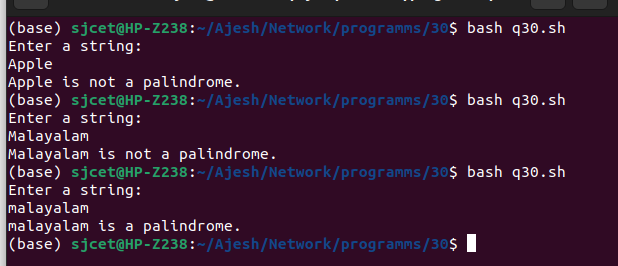 (base) sjcet@HP-Z238:~/Ajesh/Network/programms/30$ bash q30.sh
Enter a string:
Apple
Apple is not a palindrome.
(base) sjcet@HP-Z238:~/Ajesh/Network/programms/30$ bash q30.sh
Enter a string:
Malayalam
Malayalam is not a palindrome.
(base) sjcet@HP-Z238:~/Ajesh/Network/programms/30$ bash q30.sh
Enter a string:
malayalam
malayalam is a palindrome.
(base) sjcet@HP-Z238:~/Ajesh/Network/programms/30$